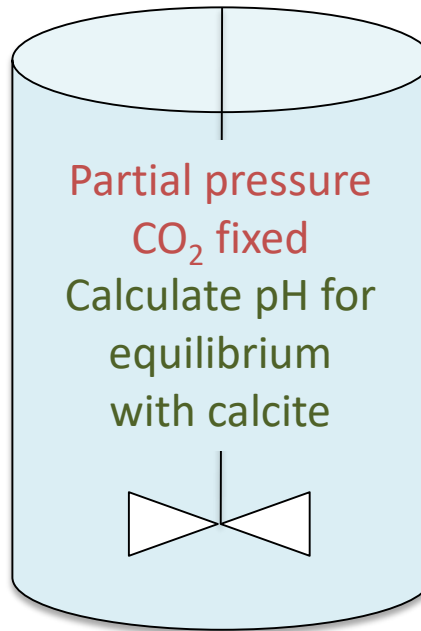 Partial pressure
CO₂ fixed
Calculate pH for
equilibrium
with calcite